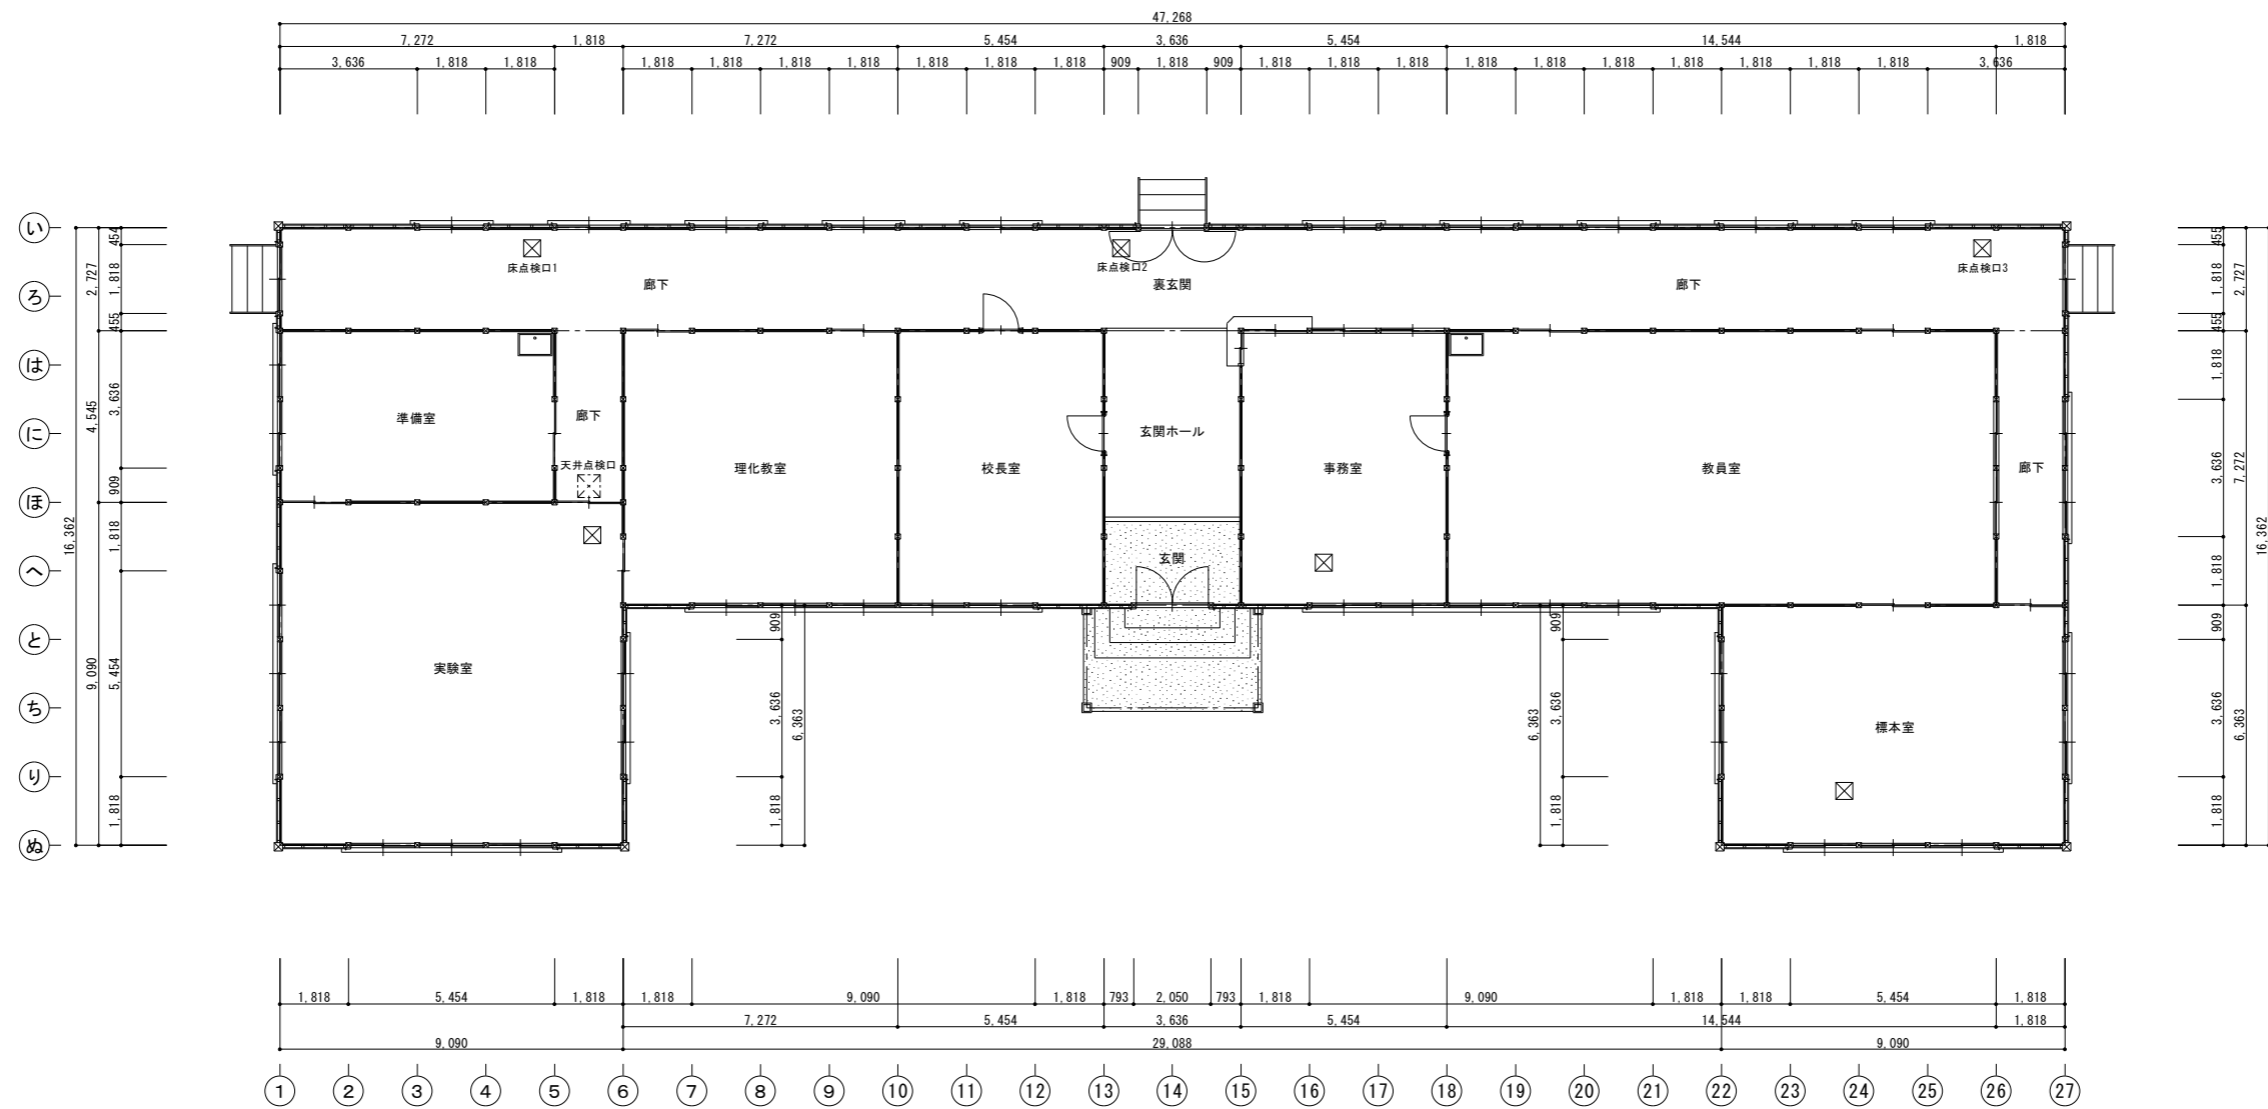 47,268
7,272 1,818 7,272 5,454 3,636 5,454 14,544 1,818
3,636 1,818 1,818 1,818 1,818 1,818 1,818 1,818 1,818 1,818 909 1,818 909 1,818 1,818 1,818 1,818 1,818 1,818 1,818 1,818 1,818 1,818 3,636
い
ろ
は
に
ほ
へ
と
ち
り
ぬ
16,362
2,727
4,545
9,090
454
1,818
455
3,636
909
1,818
5,454
1,818
床点検口1
床点検口2
床点検口3
廊下
裏玄関
廊下
準備室
廊下
天井点検口
理化教室
校長室
玄関ホール
玄関
事務室
教員室
廊下
実験室
標本室
909
3,636
1,818
6,363
6,363
909
3,636
1,818
455
1,818
455
1,818
3,636
1,818
909
3,636
1,818
2,727
7,272
6,363
16,362
1,818 5,454 1,818 1,818 9,090 1,818 793 2,050 793 1,818 9,090 1,818 1,818 5,454 1,818
7,272 5,454 3,636 5,454 14,544 1,818
9,090 29,088 9,090
1 2 3 4 5 6 7 8 9 10 11 12 13 14 15 16 17 18 19 20 21 22 23 24 25 26 27